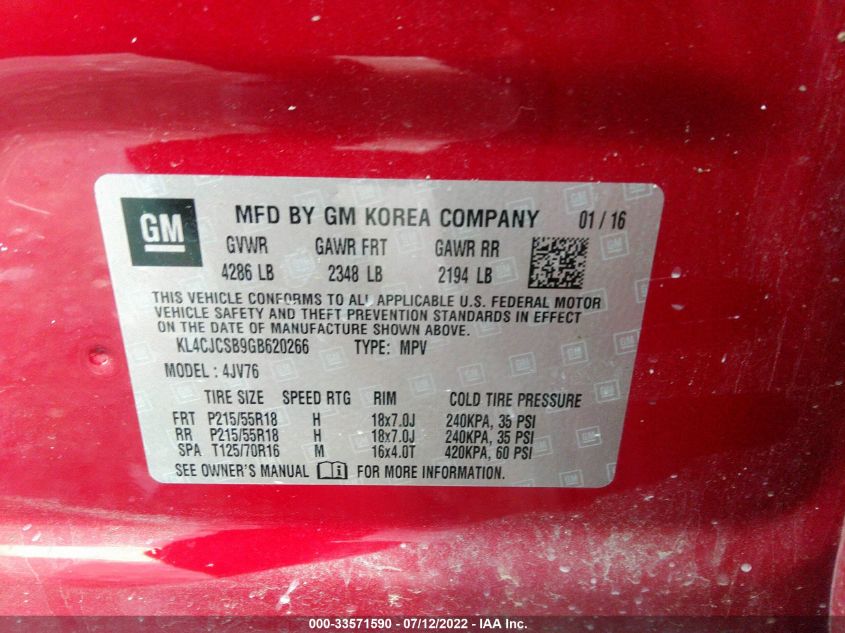 GM
MFD BY GM KOREA COMPANY 01 / 16
GVWR GAWR FRT GAWR RR
4286 LB 2348 LB 2194 LB
THIS VEHICLE CONFORMS TO ALL APPLICABLE U.S. FEDERAL MOTOR
VEHICLE SAFETY AND THEFT PREVENTION STANDARDS IN EFFECT
ON THE DATE OF MANUFACTURE SHOWN ABOVE.
KL4CJCSB9GB620266 TYPE: MPV
MODEL : 4JV76
TIRE SIZE SPEED RTG RIM COLD TIRE PRESSURE
FRT P215/55R18 H 18x7.0J 240KPA, 35 PSI
RR P215/55R18 H 18x7.0J 240KPA, 35 PSI
SPA T125/70R16 M 16x4.0T 420KPA, 60 PSI
SEE OWNER'S MANUAL FOR MORE INFORMATION.
000-33571590 - 07/12/2022 - IAA Inc.